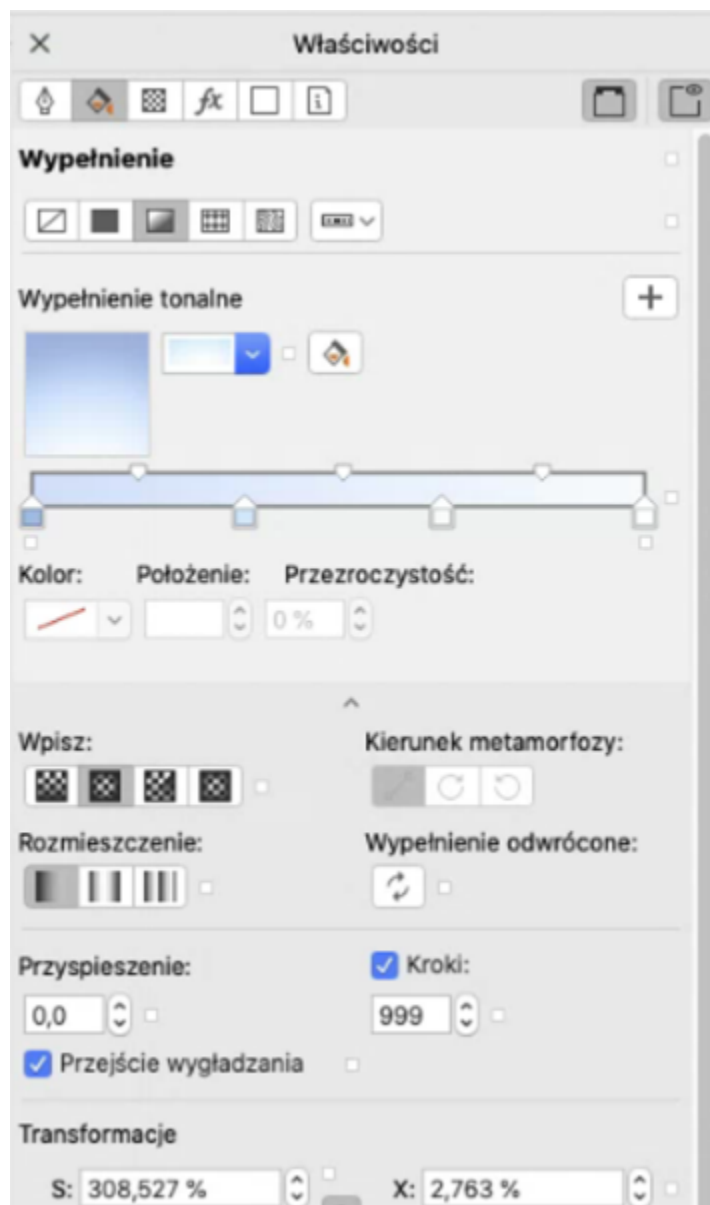 Właściwości
fx
Wypełnienie
Wypełnienie tonalne
Kolor: Położenie: Przezroczystość:
0 %
Wpisz: Kierunek metamorfozy:
Rozmieszczenie: Wypełnienie odwrócone:
Przyspieszenie: Kroki:
0,0 999
Przejście wygładzania
Transformacje
S: 308,527 % X: 2,763 %